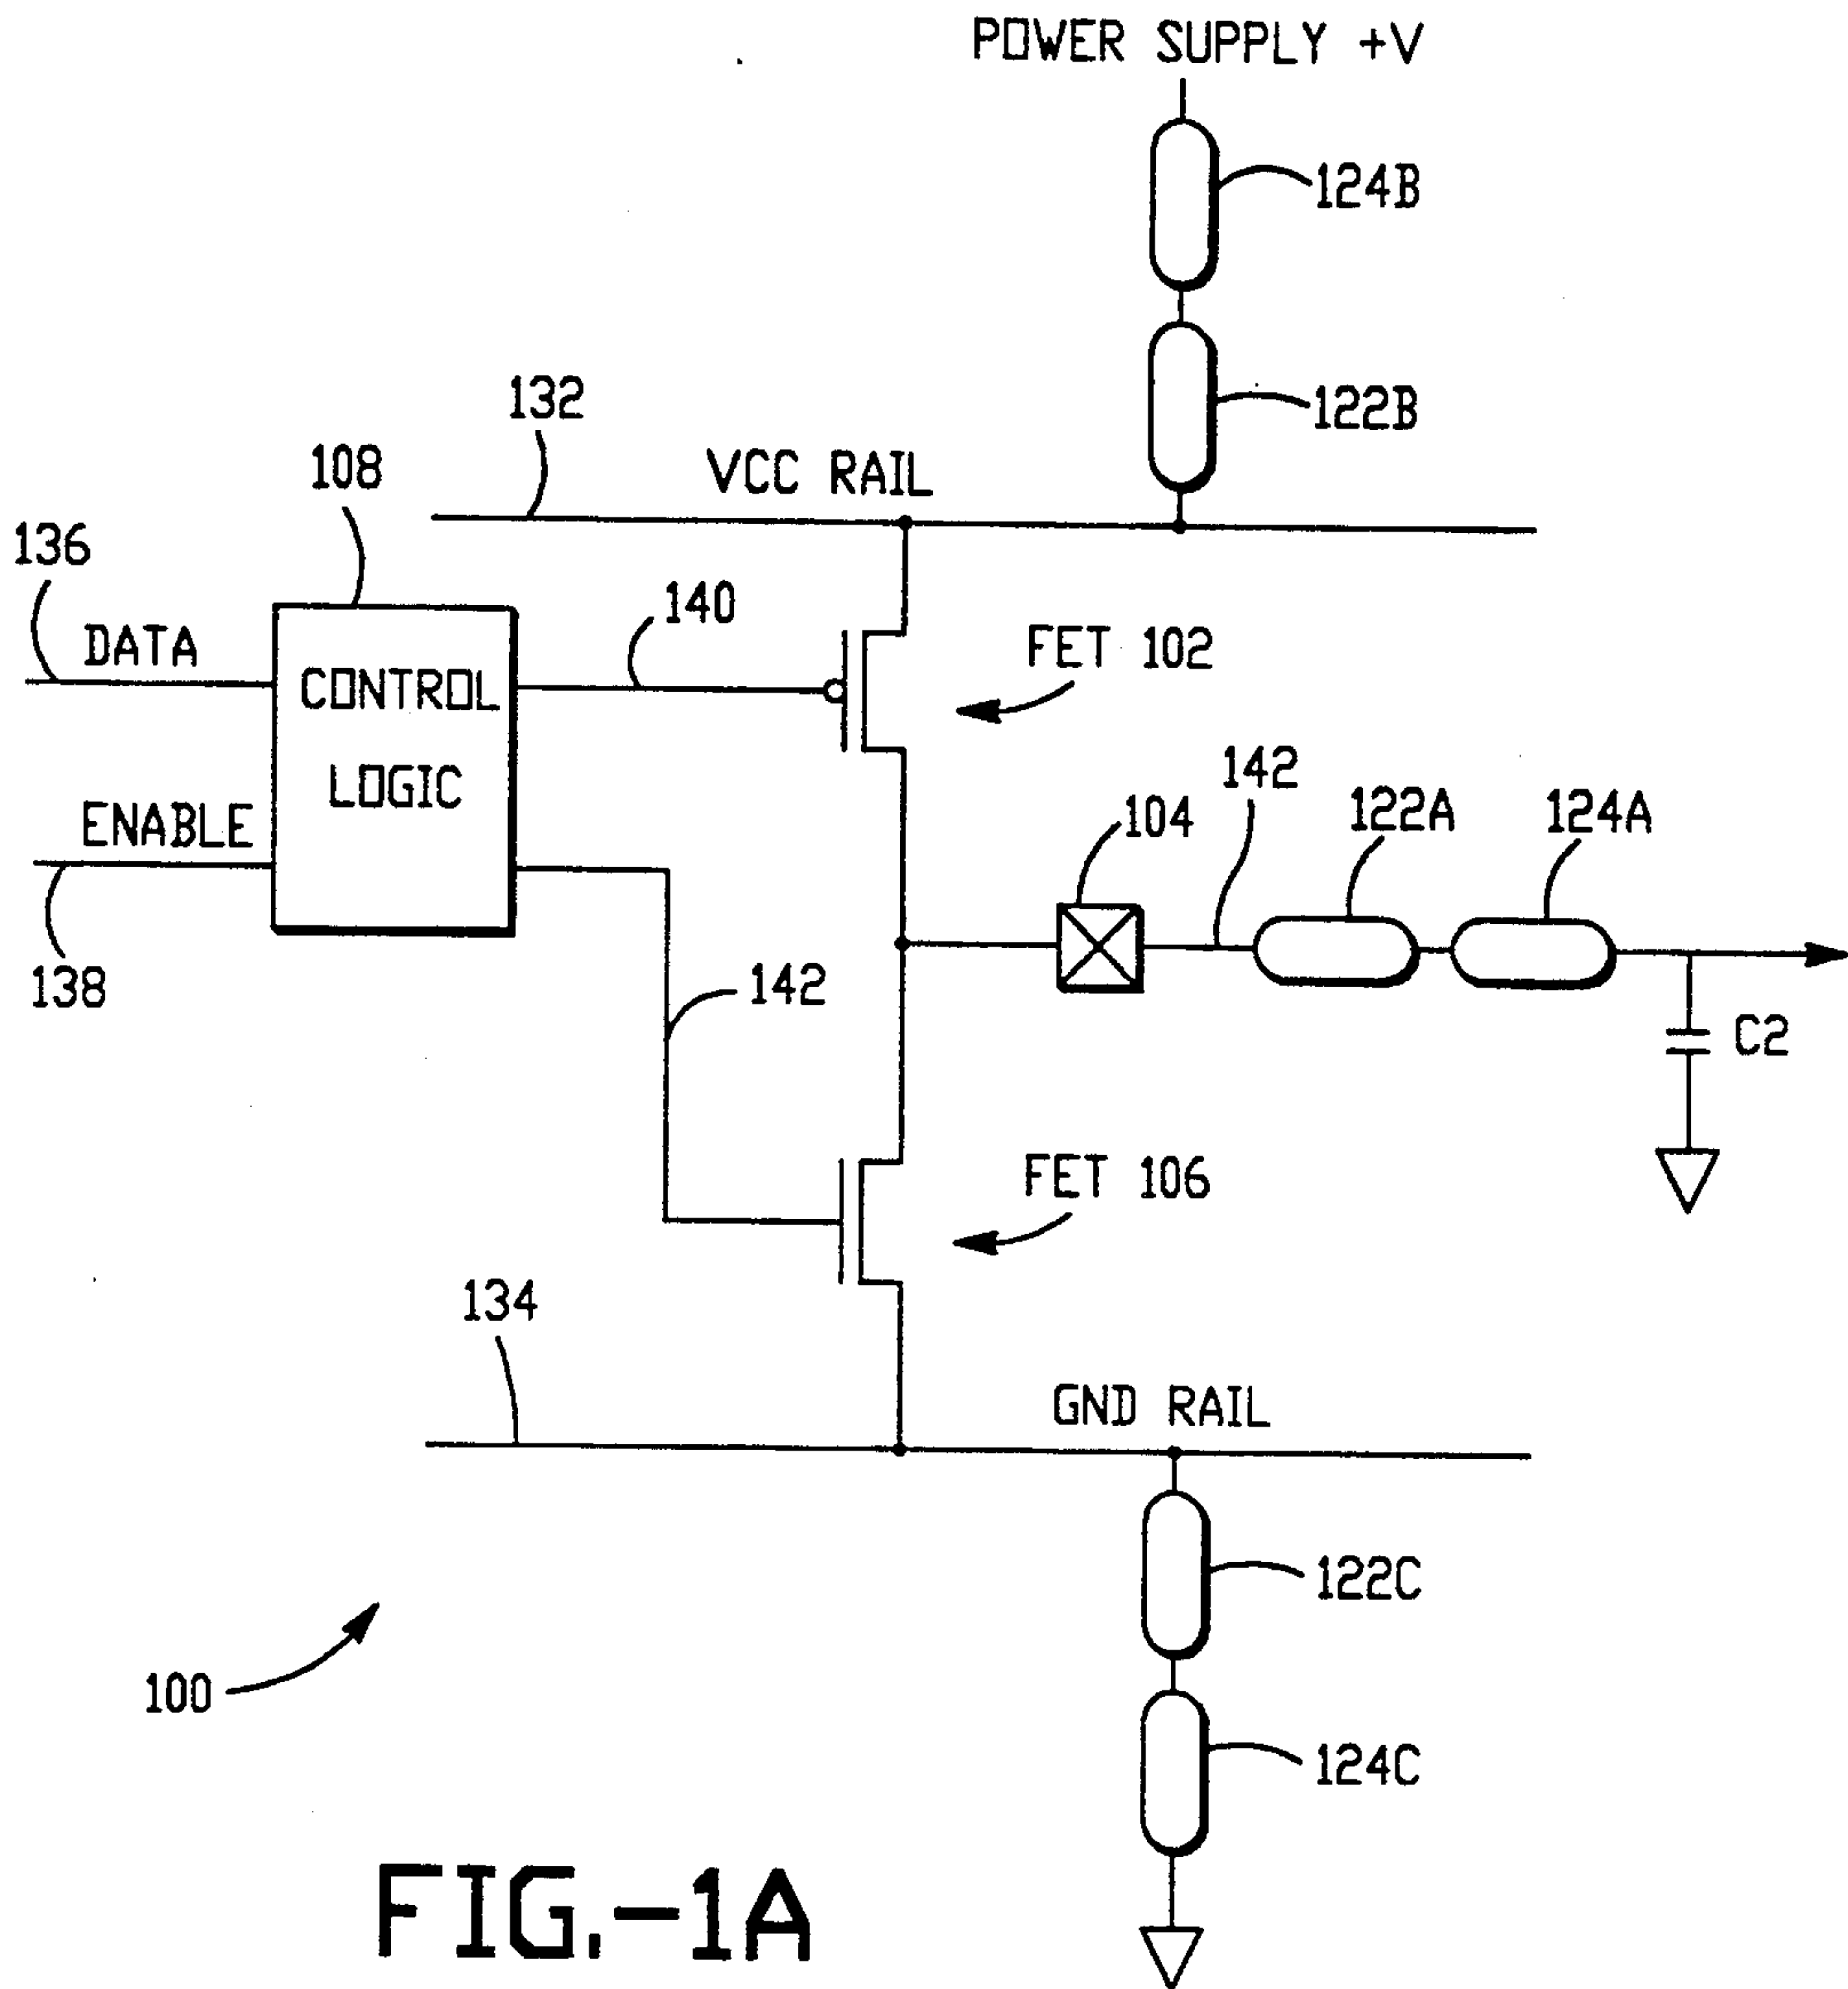 POWER SUPPLY +V
124B
122B
132
VCC RAIL
108
136
DATA
140
FET 102
CONTROL
LOGIC
ENABLE
138
142
104
142
122A
124A
C2
FET 106
134
GND RAIL
122C
124C
100
FIG.-1A